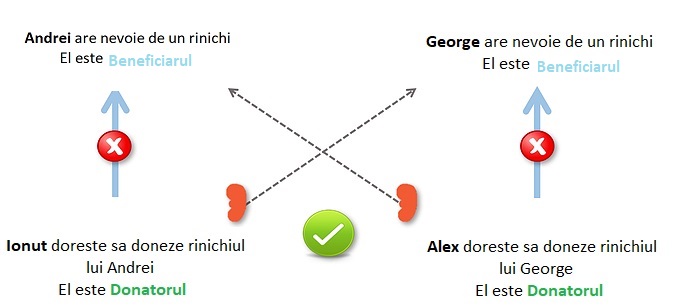 Andrei are nevoie de un rinichi
El este Beneficiarul
George are nevoie de un rinichi
El este Beneficiarul
Ionut doreste sa doneze rinichiul
lui Andrei
El este Donatorul
Alex doreste sa doneze rinichiul
lui George
El este Donatorul